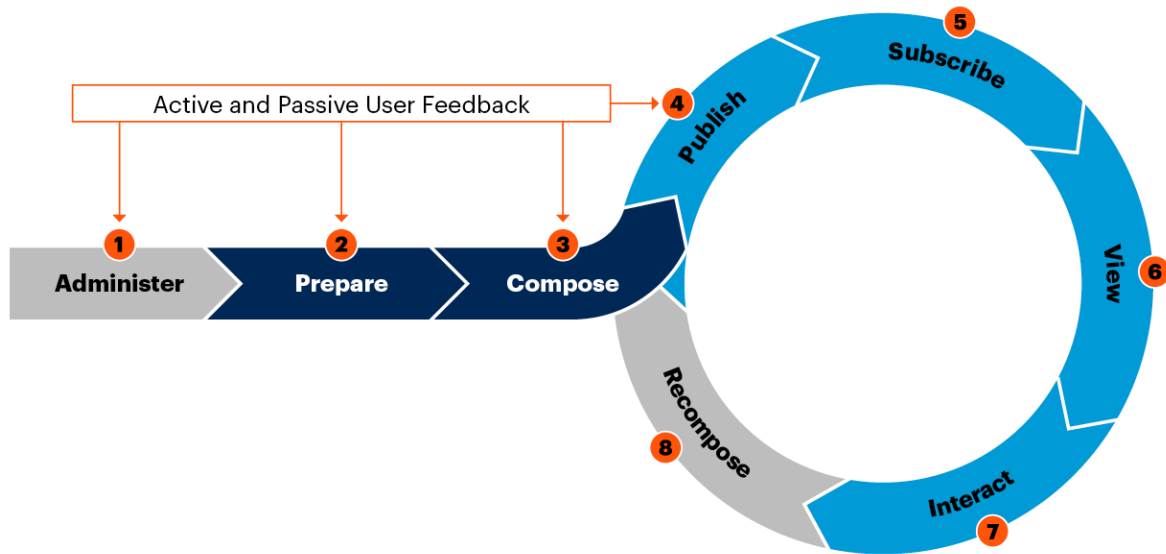 Active and Passive User Feedback
1
Administer
2
Prepare
3
Compose
4
Publish
5
Subscribe
6
View
7
Interact
8
Recompose